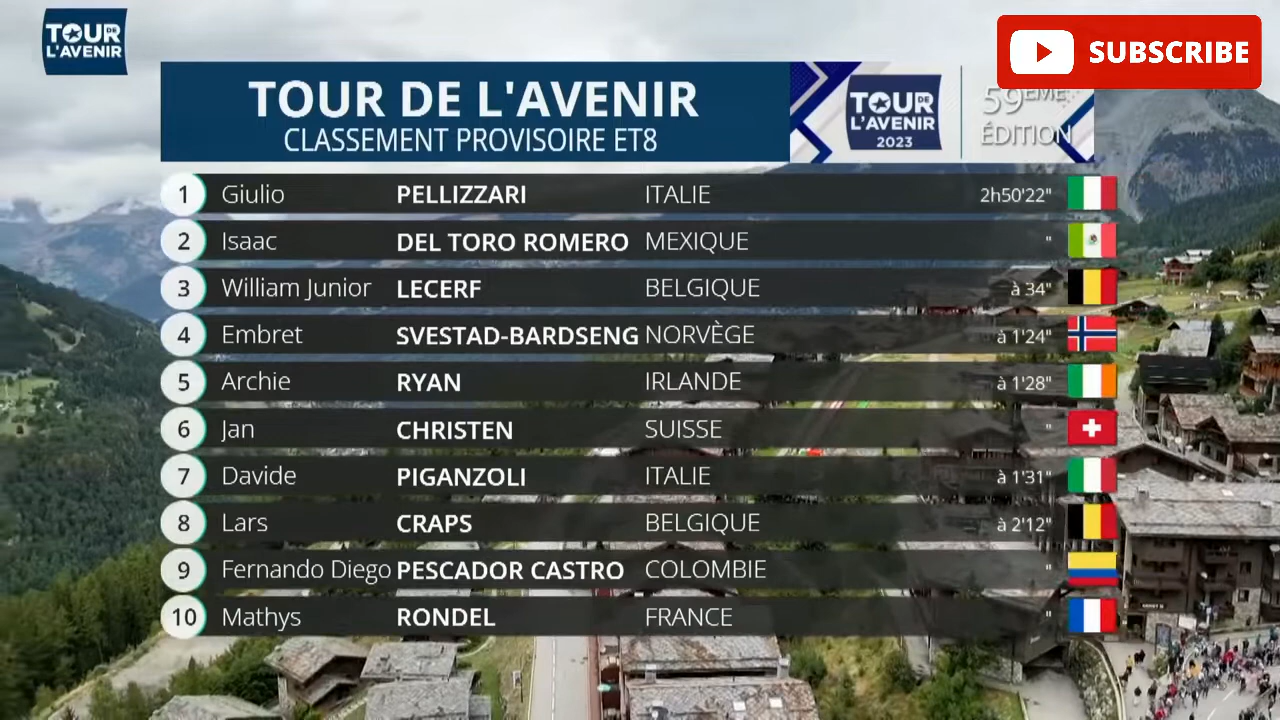 TOUR DE L'AVENIR
SUBSCRIBE
TOUR DE L'AVENIR
CLASSEMENT PROVISOIRE ET8
TOUR DE L'AVENIR
2023
59EME
ÉDITION
1 Giulio PELLIZZARI ITALIE 2h50'22"
2 Isaac DEL TORO ROMERO MEXIQUE "
3 William Junior LECERF BELGIQUE à 34"
4 Embret SVESTAD-BARDSENG NORVÈGE à 1'24"
5 Archie RYAN IRLANDE à 1'28"
6 Jan CHRISTEN SUISSE "
7 Davide PIGANZOLI ITALIE à 1'31"
8 Lars CRAPS BELGIQUE à 2'12"
9 Fernando Diego PESCADOR CASTRO COLOMBIE "
10 Mathys RONDEL FRANCE "